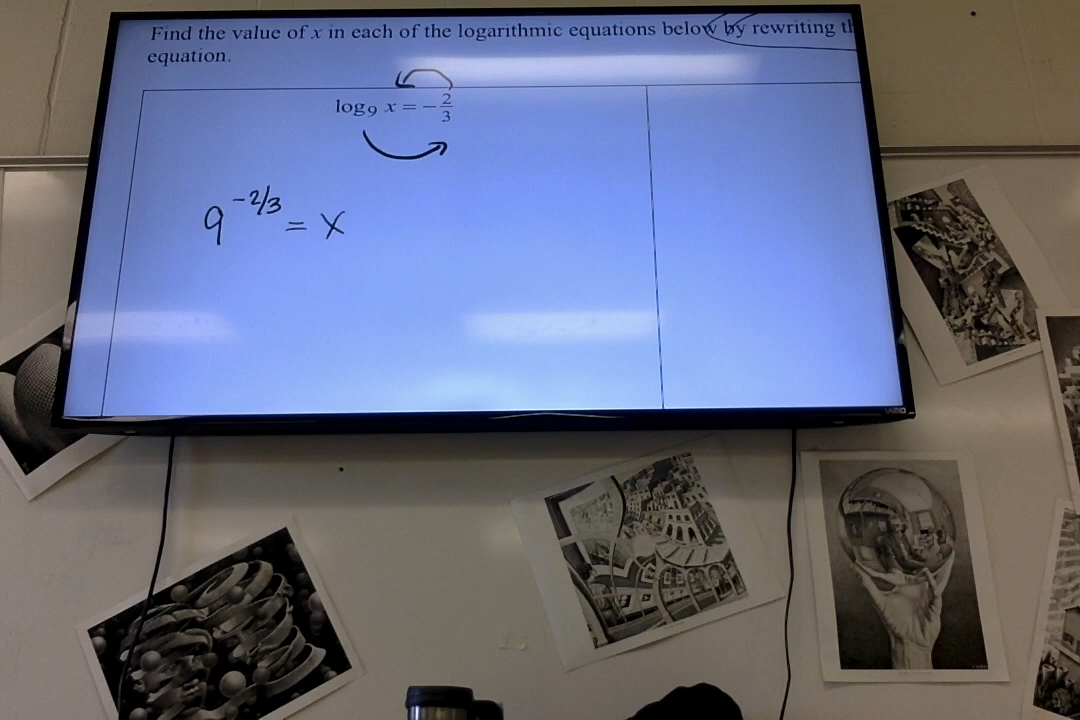 Find the value of x in each of the logarithmic equations below by rewriting th
equation.
log₉ x = -2/3
9^-2/3 = x
VIZIO